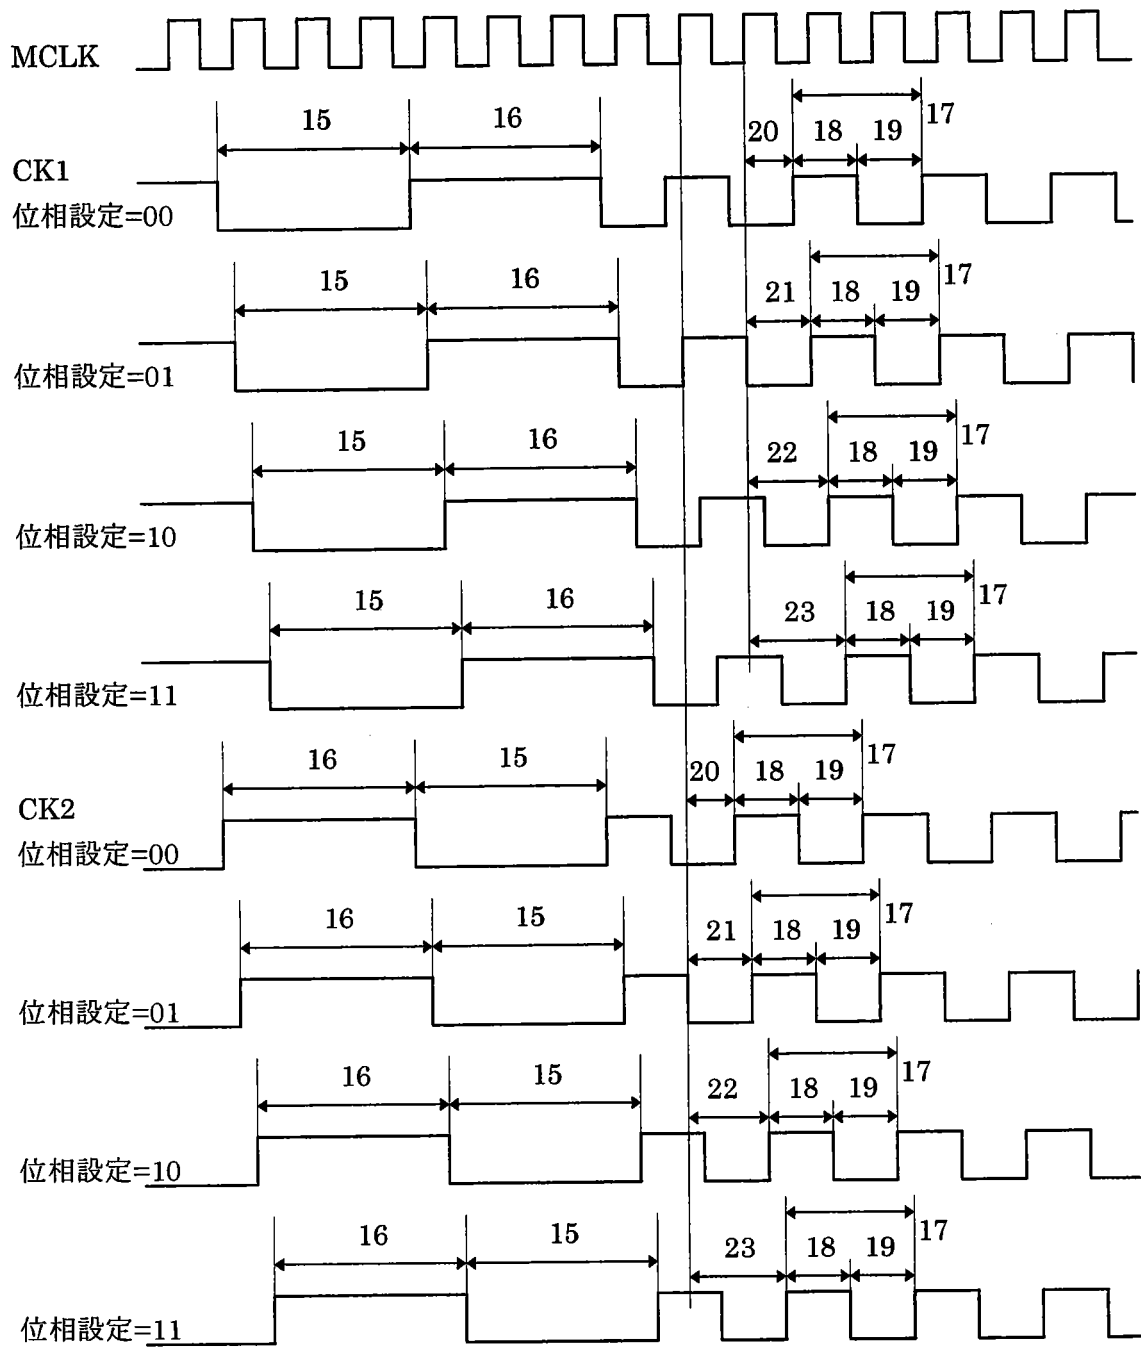 MCLK
15 16 20 18 19 17
CK1
位相設定=00
15 16 21 18 19 17
位相設定=01
15 16 22 18 19 17
位相設定=10
15 16 23 18 19 17
位相設定=11
16 15 20 18 19 17
CK2
位相設定=00
16 15 21 18 19 17
位相設定=01
16 15 22 18 19 17
位相設定=10
16 15 23 18 19 17
位相設定=11